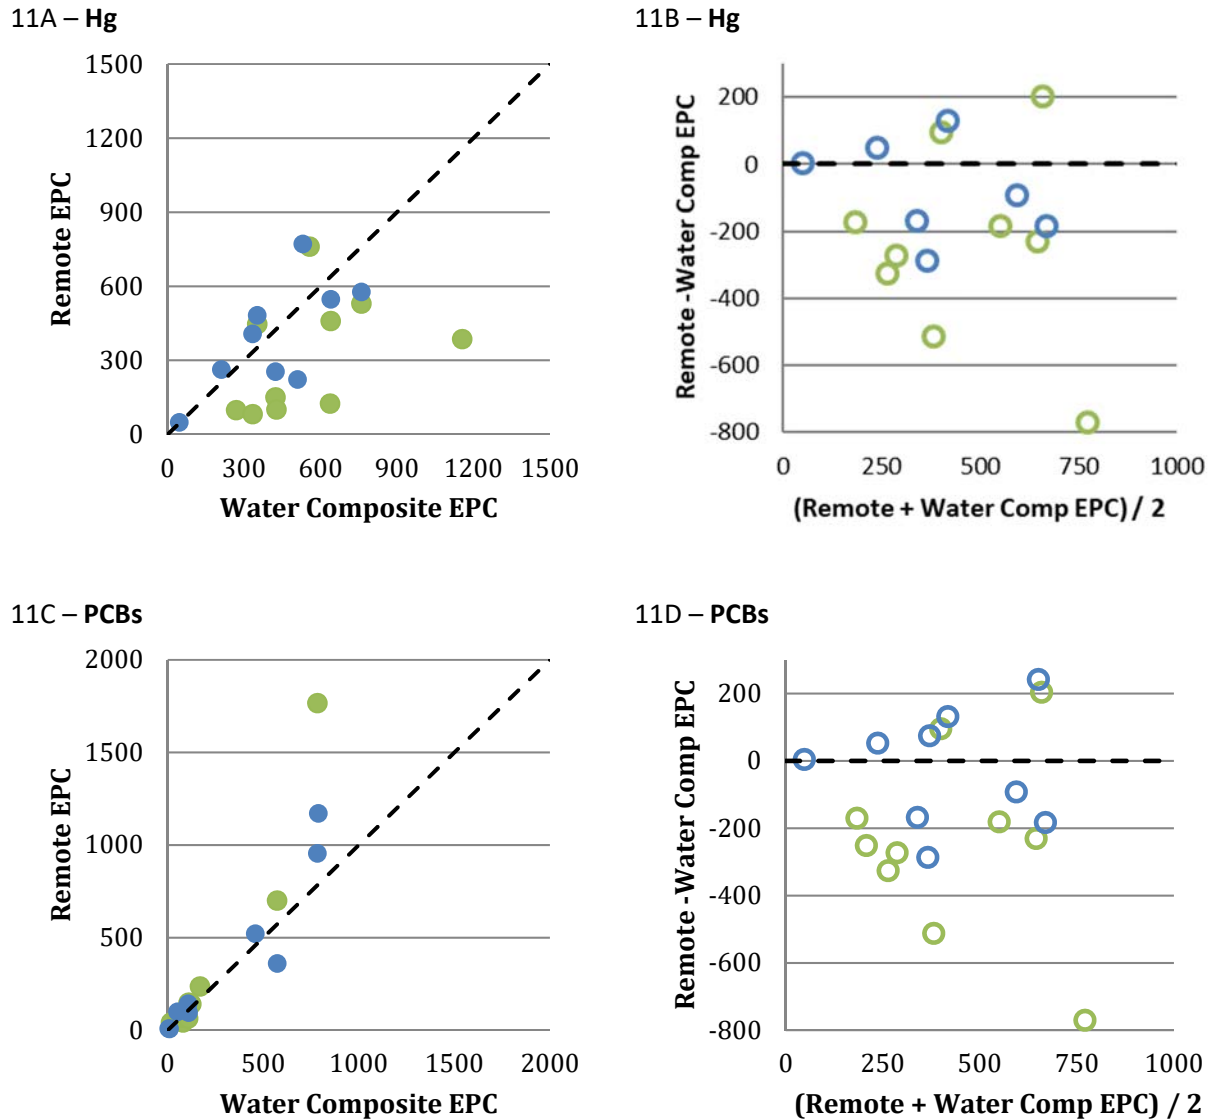 11A – Hg
1500
1200
900
600
300
0
0 300 600 900 1200 1500
Remote EPC
Water Composite EPC
11B – Hg
200
0
-200
-400
-600
-800
0 250 500 750 1000
Remote -Water Comp EPC
(Remote + Water Comp EPC) / 2
11C – PCBs
2000
1500
1000
500
0
0 500 1000 1500 2000
Remote EPC
Water Composite EPC
11D – PCBs
200
0
-200
-400
-600
-800
0 250 500 750 1000
Remote -Water Comp EPC
(Remote + Water Comp EPC) / 2